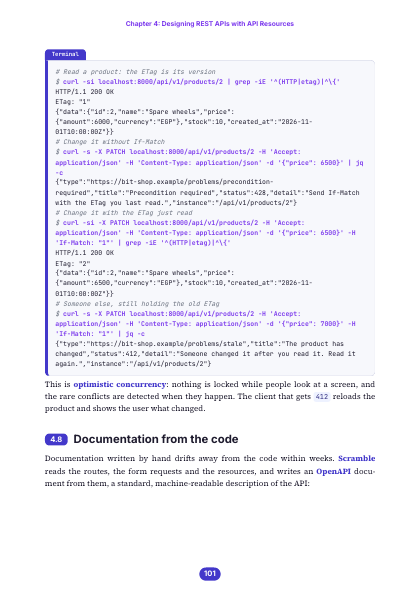 Chapter 4: Designing REST APIs with API Resources
Terminal
# Read a product: the ETag is its version
$ curl -si localhost:8000/api/v1/products/2 | grep -iE '^(HTTP|etag)|^\{'
HTTP/1.1 200 OK
ETag: "1"
{"data":{"id":2,"name":"Spare wheels","price":
{"amount":6000,"currency":"EGP"},"stock":10,"created_at":"2026-11-
01T10:00:00Z"}}
# Change it without If-Match
$ curl -s -X PATCH localhost:8000/api/v1/products/2 -H 'Accept:
application/json' -H 'Content-Type: application/json' -d '{"price": 6500}' | jq
-c
{"type":"https://bit-shop.example/problems/precondition-
required","title":"Precondition required","status":428,"detail":"Send If-Match
with the ETag you last read.","instance":"/api/v1/products/2"}
# Change it with the ETag just read
$ curl -si -X PATCH localhost:8000/api/v1/products/2 -H 'Accept:
application/json' -H 'Content-Type: application/json' -d '{"price": 6500}' -H
'If-Match: "1"' | grep -iE '^(HTTP|etag)|^\{'
HTTP/1.1 200 OK
ETag: "2"
{"data":{"id":2,"name":"Spare wheels","price":
{"amount":6500,"currency":"EGP"},"stock":10,"created_at":"2026-11-
01T10:00:00Z"}}
# Someone else, still holding the old ETag
$ curl -s -X PATCH localhost:8000/api/v1/products/2 -H 'Accept:
application/json' -H 'Content-Type: application/json' -d '{"price": 7000}' -H
'If-Match: "1"' | jq -c
{"type":"https://bit-shop.example/problems/stale","title":"The product has
changed","status":412,"detail":"Someone changed it after you read it. Read it
again.","instance":"/api/v1/products/2"}
This is optimistic concurrency: nothing is locked while people look at a screen, and
the rare conflicts are detected when they happen. The client that gets 412 reloads the
product and shows the user what changed.
4.8 Documentation from the code
Documentation written by hand drifts away from the code within weeks. Scramble
reads the routes, the form requests and the resources, and writes an OpenAPI docu-
ment from them, a standard, machine-readable description of the API:
101